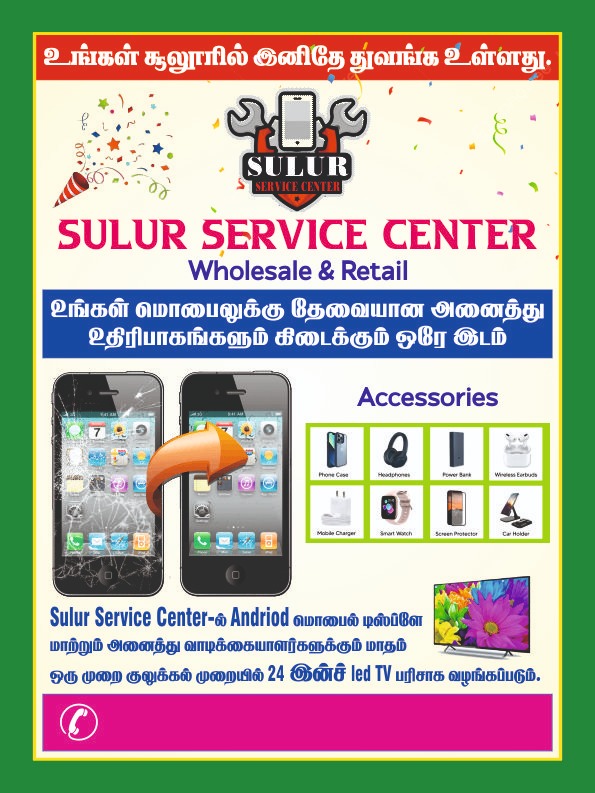 உங்கள் சூலூரில் இனிதே துவங்க உள்ளது.
SULUR
SERVICE CENTER
SULUR SERVICE CENTER
Wholesale & Retail
உங்கள் மொபைலுக்கு தேவையான அனைத்து
உதிரிபாகங்களும் கிடைக்கும் ஒரே இடம்
Accessories
Phone Case
Headphones
Power Bank
Wireless Earbuds
Mobile Charger
Smart Watch
Screen Protector
Car Holder
Sulur Service Center-ல் Andriod மொபைல் டிஸ்ப்ளே
மாற்றும் அனைத்து வாடிக்கையாளர்களுக்கும் மாதம்
ஒரு முறை குலுக்கல் முறையில் 24 இன்ச் led TV பரிசாக வழங்கப்படும்.